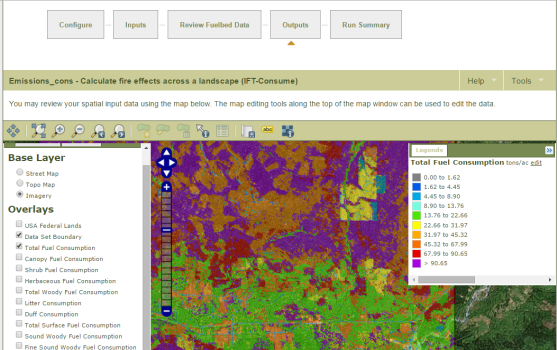 Configure Inputs Review Fuelbed Data Outputs Run Summary
Emissions_cons - Calculate fire effects across a landscape (IFT-Consume) Help Tools
You may review your spatial input data using the map below. The map editing tools along the top of the map window can be used to edit the data.
abc
Base Layer
Street Map
Topo Map
Imagery
Overlays
USA Federal Lands
Data Set Boundary
Total Fuel Consumption
Canopy Fuel Consumption
Shrub Fuel Consumption
Herbaceous Fuel Consumption
Total Woody Fuel Consumption
Litter Consumption
Duff Consumption
Total Surface Fuel Consumption
Sound Woody Fuel Consumption
Fine Sound Woody Fuel Consumption
Legends
Total Fuel Consumption tons/ac edit
0.00 to 1.62
1.62 to 4.45
4.45 to 8.90
8.90 to 13.76
13.76 to 22.66
22.66 to 31.97
31.97 to 45.32
45.32 to 67.99
67.99 to 90.65
> 90.65